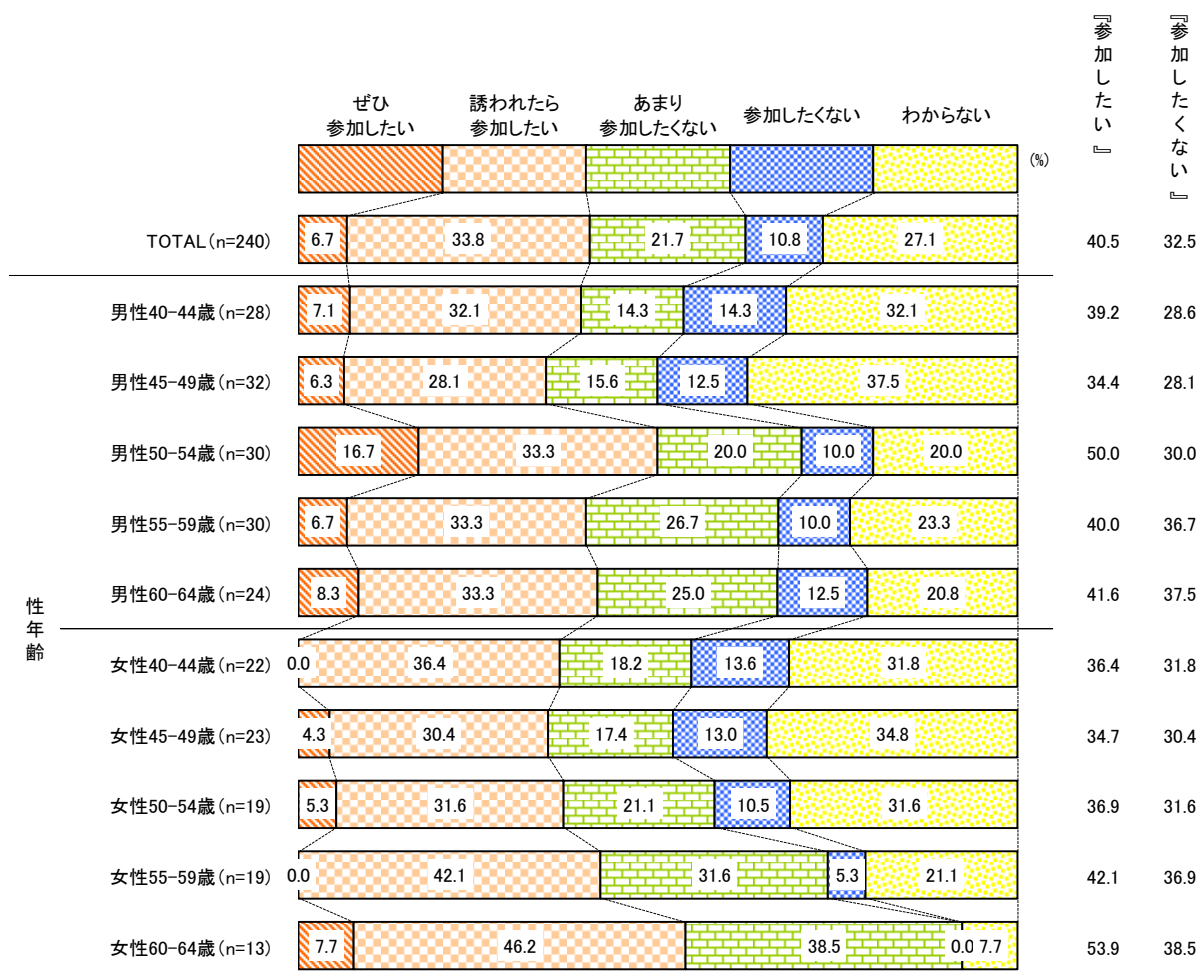 『参加したい』
『参加したくない』
ぜひ
参加したい
誘われたら
参加したい
あまり
参加したくない
参加したくない
わからない
(%)
TOTAL(n=240) 6.7 33.8 21.7 10.8 27.1 40.5 32.5
性年齢
男性40-44歳(n=28) 7.1 32.1 14.3 14.3 32.1 39.2 28.6
男性45-49歳(n=32) 6.3 28.1 15.6 12.5 37.5 34.4 28.1
男性50-54歳(n=30) 16.7 33.3 20.0 10.0 20.0 50.0 30.0
男性55-59歳(n=30) 6.7 33.3 26.7 10.0 23.3 40.0 36.7
男性60-64歳(n=24) 8.3 33.3 25.0 12.5 20.8 41.6 37.5
女性40-44歳(n=22) 0.0 36.4 18.2 13.6 31.8 36.4 31.8
女性45-49歳(n=23) 4.3 30.4 17.4 13.0 34.8 34.7 30.4
女性50-54歳(n=19) 5.3 31.6 21.1 10.5 31.6 36.9 31.6
女性55-59歳(n=19) 0.0 42.1 31.6 5.3 21.1 42.1 36.9
女性60-64歳(n=13) 7.7 46.2 38.5 0.0 7.7 53.9 38.5